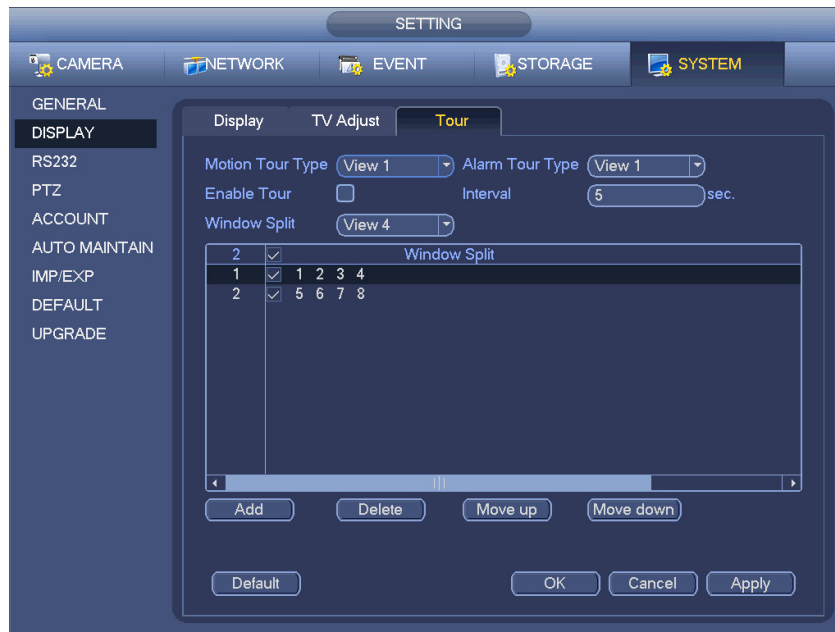 SETTING
CAMERA NETWORK EVENT STORAGE SYSTEM
GENERAL
DISPLAY
RS232
PTZ
ACCOUNT
AUTO MAINTAIN
IMP/EXP
DEFAULT
UPGRADE
Display TV Adjust Tour
Motion Tour Type View 1 Alarm Tour Type View 1
Enable Tour Interval 5 sec.
Window Split View 4
2 Window Split
1 1 2 3 4
2 5 6 7 8
Add Delete Move up Move down
Default OK Cancel Apply